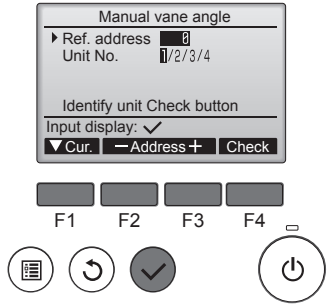 Manual vane angle
Ref. address 0
Unit No. 1/2/3/4
Identify unit Check button
Input display: ✓
▼Cur. −Address+ Check
F1 F2 F3 F4